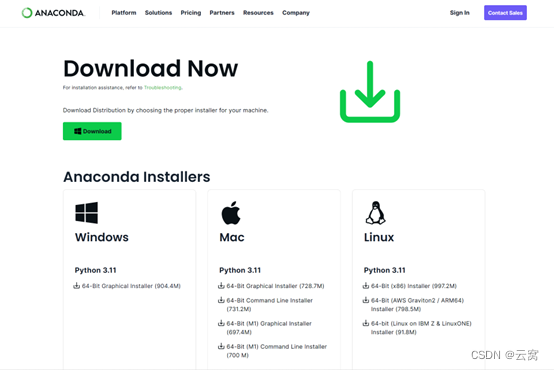 ANACONDA.
Platform Solutions Pricing Partners Resources Company Sign In Contact Sales
Download Now
For installation assistance, refer to Troubleshooting.
Download Distribution by choosing the proper installer for your machine.
Download
Anaconda Installers
Windows
Python 3.11
64-Bit Graphical Installer (904.4M)
Mac
Python 3.11
64-Bit Graphical Installer (728.7M)
64-Bit Command Line Installer
(731.2M)
64-Bit (M1) Graphical Installer
(697.4M)
64-Bit (M1) Command Line Installer
(700 M)
Linux
Python 3.11
64-Bit (x86) Installer (997.2M)
64-Bit (AWS Graviton2 / ARM64)
Installer (798.5M)
64-bit (Linux on IBM Z & LinuxONE)
Installer (91.8M)
CSDN @云窝